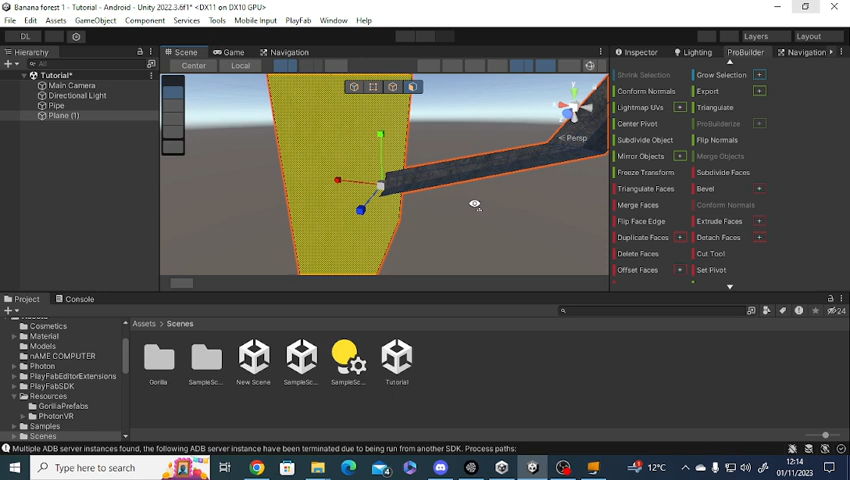 Banana forest 1 - Tutorial - Android - Unity 2022.3.6f1* <DX11 on DX10 GPU>
File Edit Assets GameObject Component Services Tools Mobile Input PlayFab Window Help
DL Layers Layout
Hierarchy Scene Game Navigation Inspector Lighting ProBuilder Navigation
All Center Local
Tutorial*
Main Camera
Directional Light
Pipe
Plane (1)
y
Persp
Shrink Selection Grow Selection
Conform Normals Export
Lightmap UVs Triangulate
Center Pivot ProBuilderize
Subdivide Object Flip Normals
Mirror Objects Merge Objects
Freeze Transform Subdivide Faces
Triangulate Faces Bevel
Merge Faces Conform Normals
Flip Face Edge Extrude Faces
Duplicate Faces Detach Faces
Delete Faces Cut Tool
Offset Faces Set Pivot
Project Console
24
Assets
Cosmetics
Material
Models
nAME COMPUTER
Photon
PlayFabEditorExtensions
PlayFabSDK
Resources
GorillaPrefabs
PhotonVR
Samples
Scenes
Assets > Scenes
Gorilla SampleSc... New Scene SampleSc... SampleSc... Tutorial
Multiple ADB server instances found, the following ADB server instance have been terminated due to being run from another SDK. Process paths:
Type here to search
4
12°C
12:14
01/11/2023